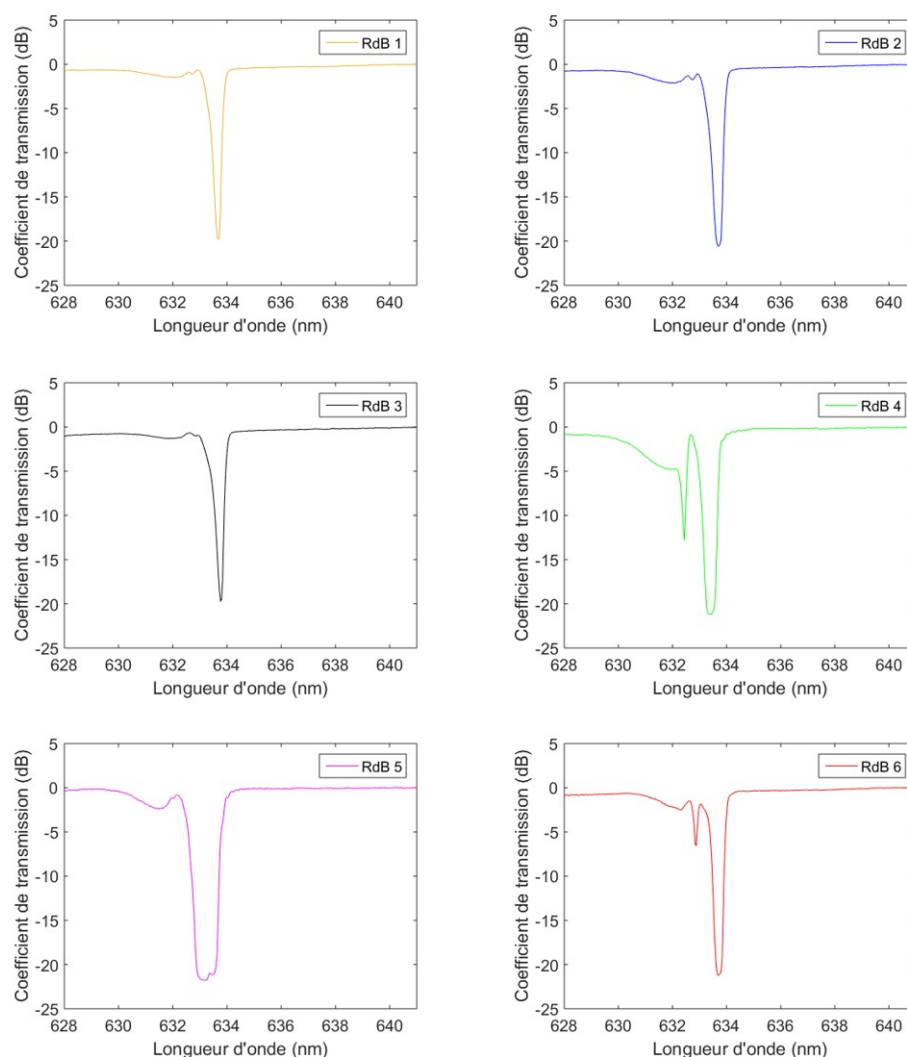 Coefficient de transmission (dB)
5
0
-5
-10
-15
-20
-25
RdB 1
628 630 632 634 636 638 640
Longueur d'onde (nm)
Coefficient de transmission (dB)
5
0
-5
-10
-15
-20
-25
RdB 2
628 630 632 634 636 638 640
Longueur d'onde (nm)
Coefficient de transmission (dB)
5
0
-5
-10
-15
-20
-25
RdB 3
628 630 632 634 636 638 640
Longueur d'onde (nm)
Coefficient de transmission (dB)
5
0
-5
-10
-15
-20
-25
RdB 4
628 630 632 634 636 638 640
Longueur d'onde (nm)
Coefficient de transmission (dB)
5
0
-5
-10
-15
-20
-25
RdB 5
628 630 632 634 636 638 640
Longueur d'onde (nm)
Coefficient de transmission (dB)
5
0
-5
-10
-15
-20
-25
RdB 6
628 630 632 634 636 638 640
Longueur d'onde (nm)